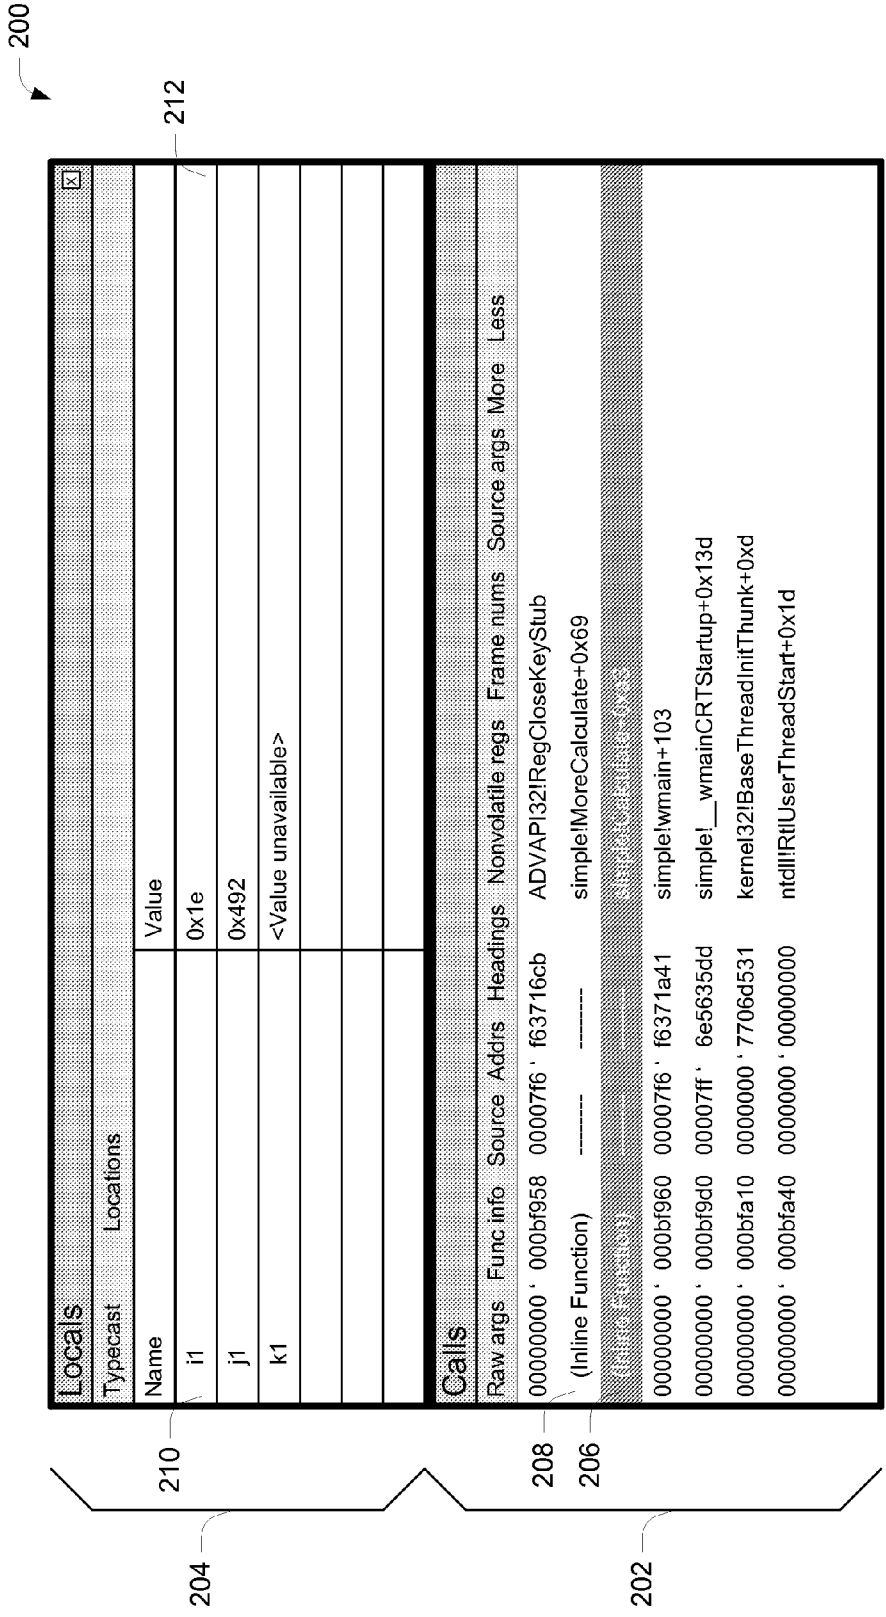 200
212
Locals x
Typecast Locations
Name Value
i1 0x1e
j1 0x492
k1 <Value unavailable>
210
204
Calls
Raw args Func info Source Addrs Headings Nonvolatile regs Frame nums Source args More Less
00000000 ‘ 000bf958 00007f6 ‘ f63716cb ADVAPI32!RegCloseKeyStub
(Inline Function) -------- -------- simple!MoreCalculate+0x69
(Inline Function) -------- --------
00000000 ‘ 000bf960 00007f6 ‘ f6371a41 simple!wmain+103
00000000 ‘ 000bf9d0 00007ff ‘ 6e5635dd simple!__wmainCRTStartup+0x13d
00000000 ‘ 000bfa10 0000000 ‘ 7706d531 kernel32!BaseThreadInitThunk+0xd
00000000 ‘ 000bfa40 0000000 ‘ 00000000 ntdll!RtlUserThreadStart+0x1d
208
206
202